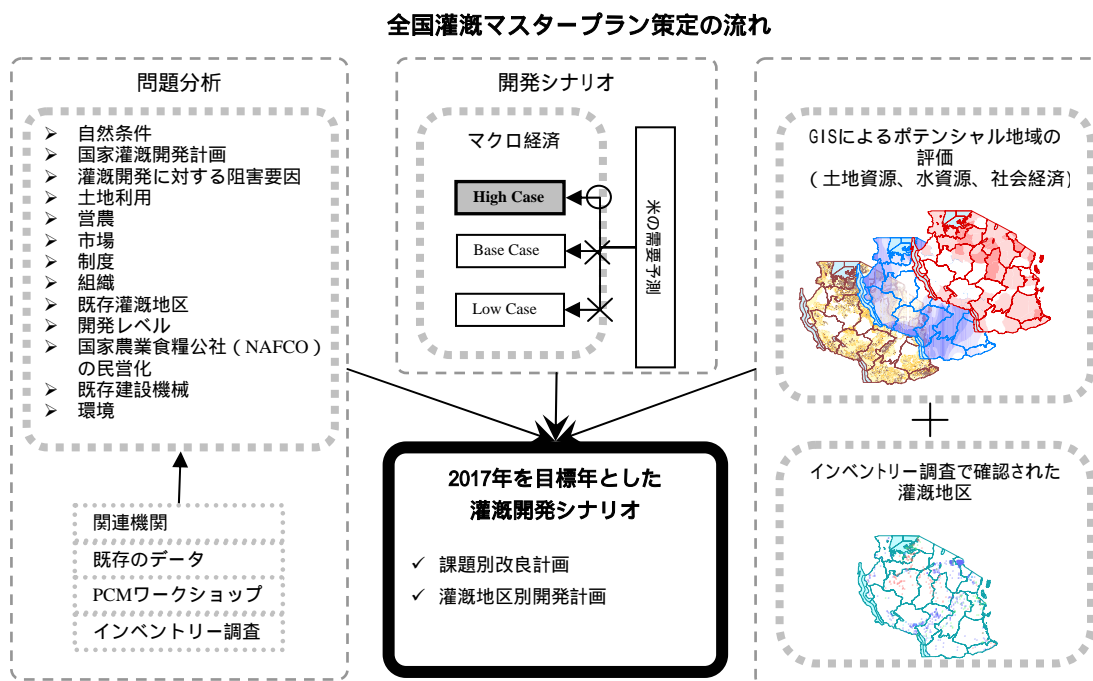 全国灌漑マスタープラン策定の流れ
問題分析
➢ 自然条件
➢ 国家灌漑開発計画
➢ 灌漑開発に対する阻害要因
➢ 土地利用
➢ 営農
➢ 市場
➢ 制度
➢ 組織
➢ 既存灌漑地区
➢ 開発レベル
➢ 国家農業食糧公社（NAFCO）
の民営化
➢ 既存建設機械
➢ 環境
関連機関
既存のデータ
PCMワークショップ
インベントリー調査
開発シナリオ
マクロ経済
High Case
Base Case
Low Case
米の需要予測
2017年を目標年とした
灌漑開発シナリオ
✓ 課題別改良計画
✓ 灌漑地区別開発計画
GISによるポテンシャル地域の
評価
（土地資源、水資源、社会経済）
インベントリー調査で確認された
灌漑地区